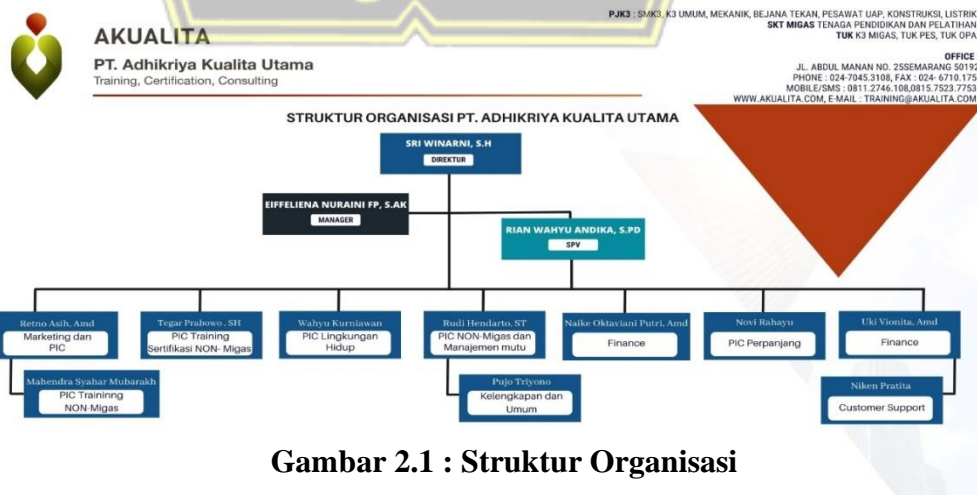 PJK3 : SMK3, K3 UMUM, MEKANIK, BEJANA TEKAN, PESAWAT UAP, KONSTRUKSI, LISTRIK
SKT MIGAS TENAGA PENDIDIKAN DAN PELATIHAN
TUK K3 MIGAS, TUK PES, TUK OPA
AKUALITA
PT. Adhikriya Kualita Utama
Training, Certification, Consulting
OFFICE
JL. ABDUL MANAN NO. 25SEMARANG 50192
PHONE : 024-7045.3108, FAX : 024- 6710.175
MOBILE/SMS : 0811.2746.108,0815.7523.7753
WWW.AKUALITA.COM, E-MAIL : TRAINING@AKUALITA.COM
STRUKTUR ORGANISASI PT. ADHIKRIYA KUALITA UTAMA
SRI WINARNI, S.H
DIREKTUR
EIFFELIENA NURAINI FP, S.AK
MANAGER
RIAN WAHYU ANDIKA, S.PD
SPV
Retno Asih, Amd
Marketing dan
PIC
Tegar Prabowo , SH
PIC Training
Sertifikasi NON- Migas
Wahyu Kurniawan
PIC Lingkungan
Hidup
Rudi Hendarto, ST
PIC NON-Migas dan
Manajemen mutu
Naike Oktaviani Putri, Amd
Finance
Novi Rahayu
PIC Perpanjang
Uki Vionita, Amd
Finance
Mahendra Syahar Mubarakh
PIC Traininng
NON-Migas
Pujo Triyono
Kelengkapan dan
Umum
Niken Pratita
Customer Support
Gambar 2.1 : Struktur Organisasi